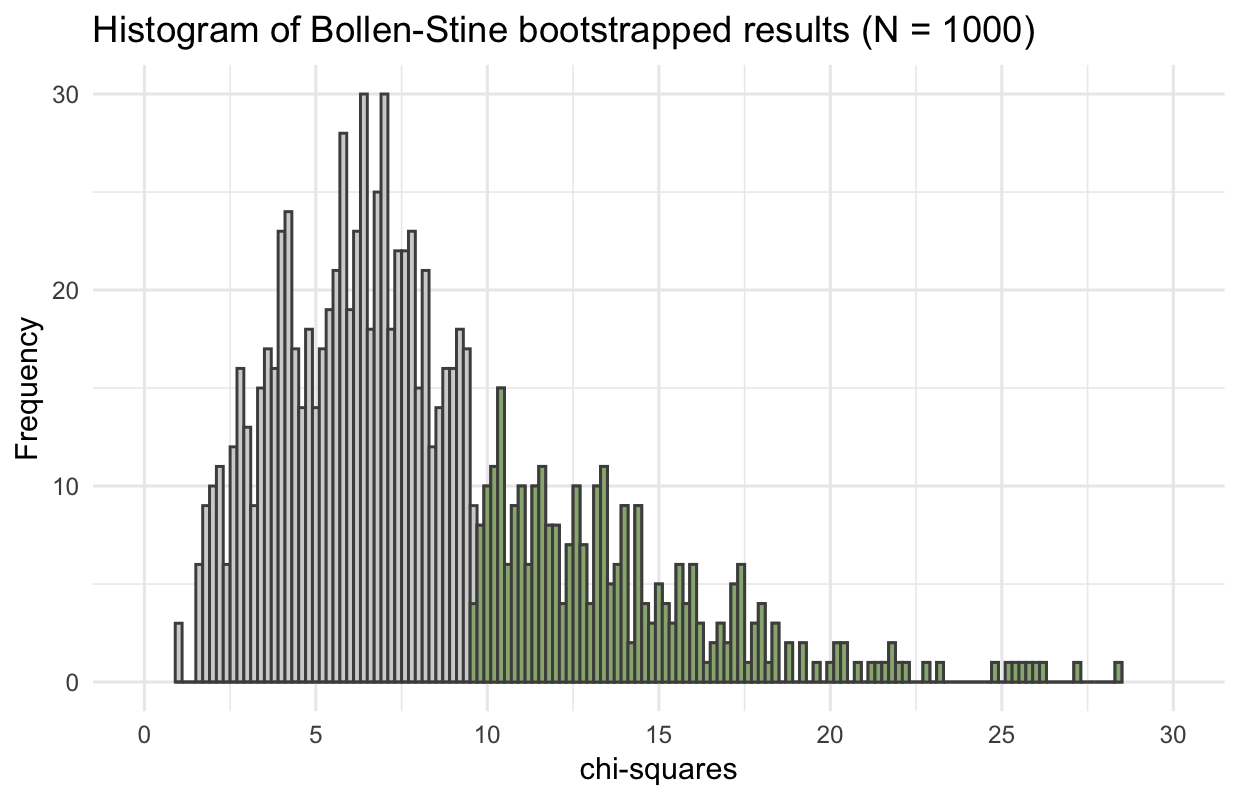 Histogram of Bollen-Stine bootstrapped results (N = 1000)
30
20
10
0
Frequency
0 5 10 15 20 25 30
chi-squares